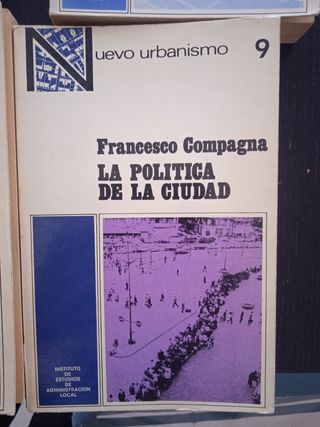 Nuevo urbanismo 9
Francesco Compagna
LA POLITICA
DE LA CIUDAD
INSTITUTO
DE
ESTUDIOS
DE
ADMINISTRACION
LOCAL